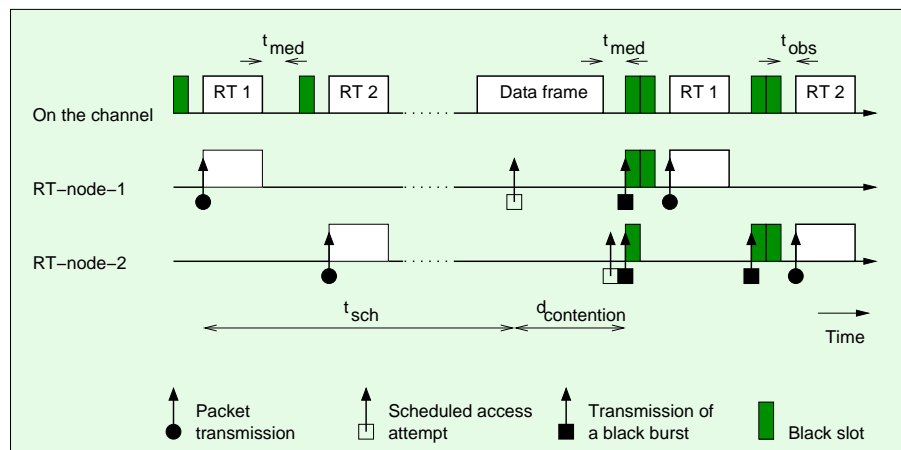 t med
t med
t obs
RT 1
RT 2
Data frame
RT 1
RT 2
On the channel
RT−node−1
RT−node−2
t sch
d contention
Time
Packet
transmission
Scheduled access
attempt
Transmission of
a black burst
Black slot